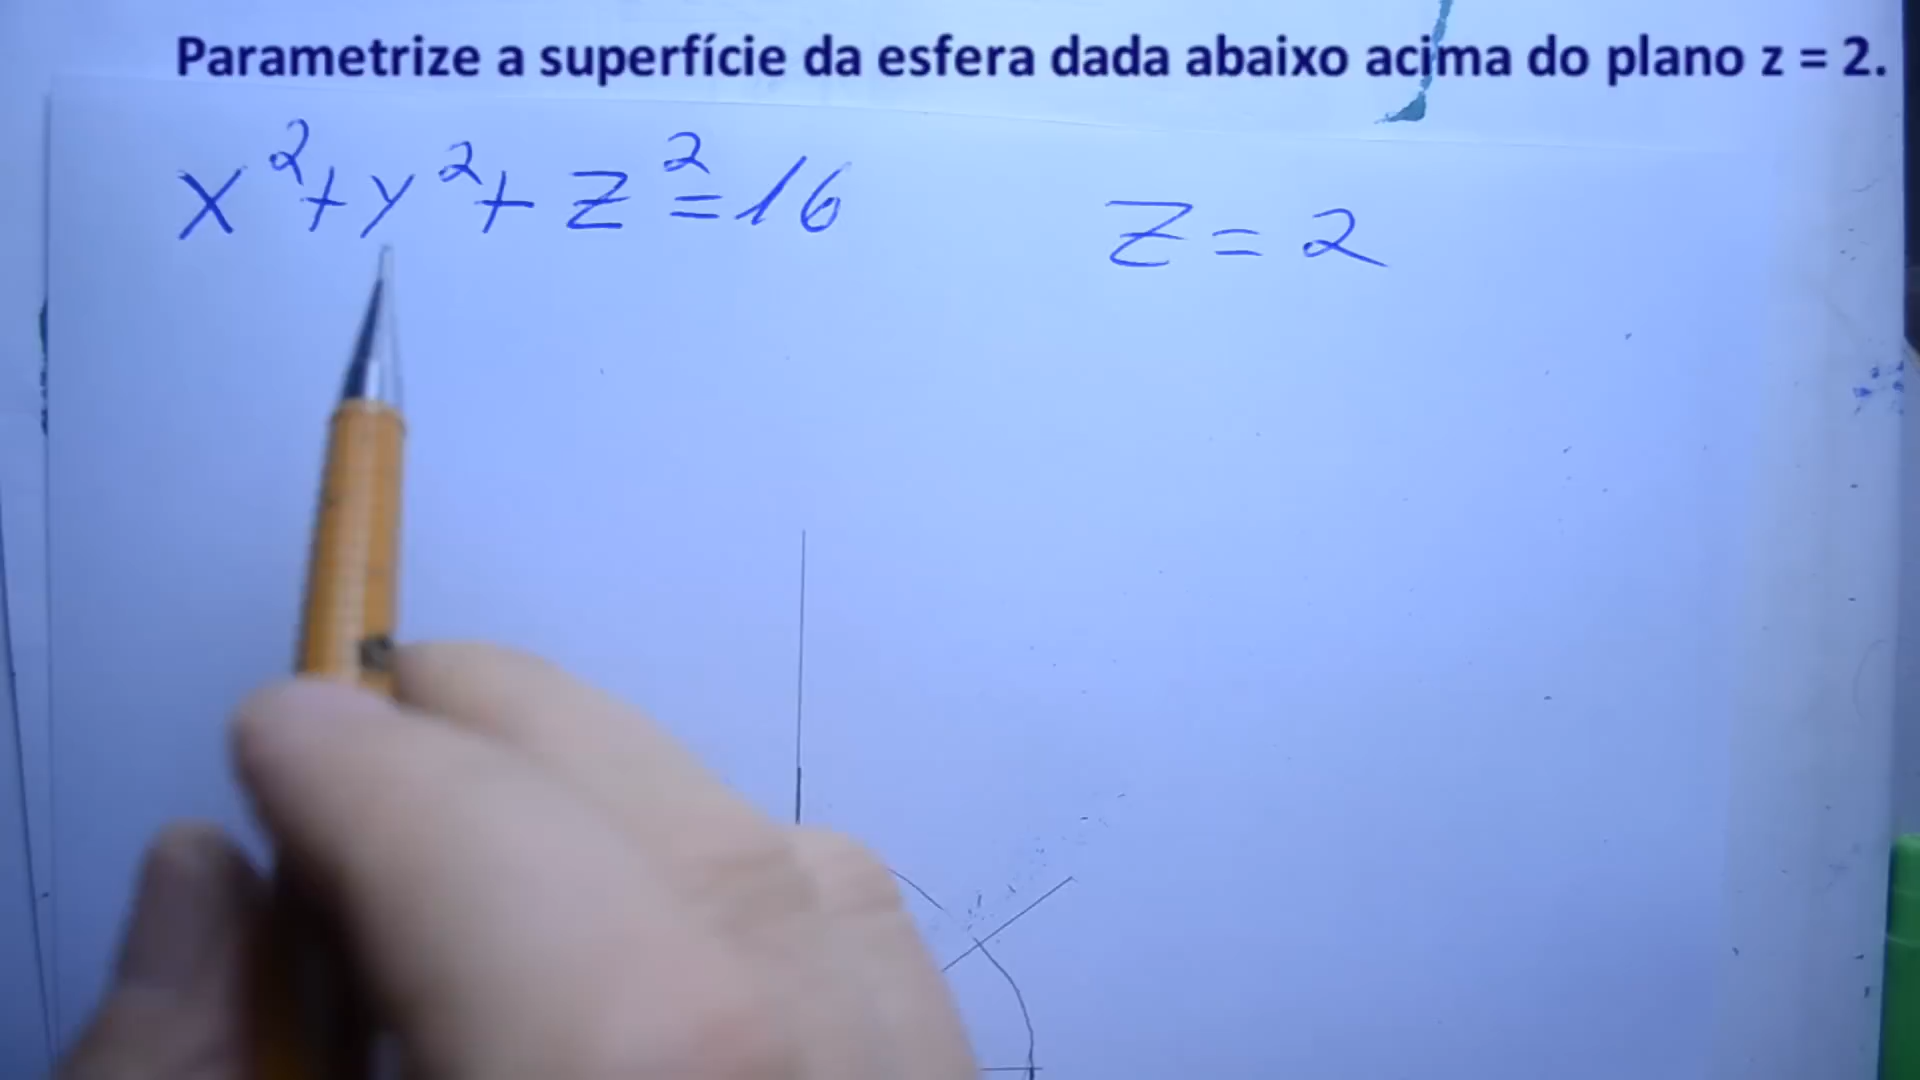 Parametrize a superfície da esfera dada abaixo acima do plano z = 2.
x²+y²+z²=16
z=2